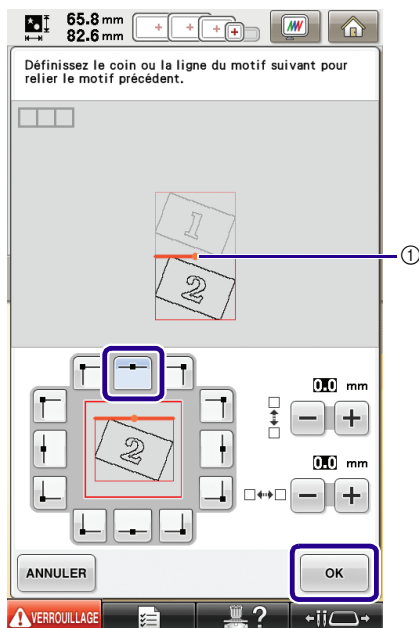 65.8 mm
82.6 mm
Définissez le coin ou la ligne du motif suivant pour
relier le motif précédent.
1
①
2
2
0.0 mm
0.0 mm
ANNULER
OK
VERROUILLAGE
?